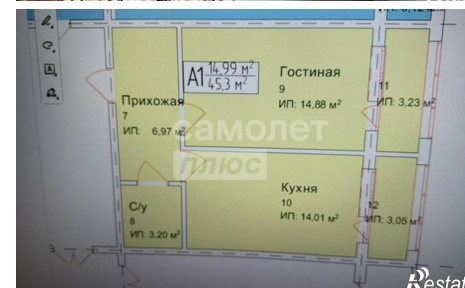 А1
14.99 м²
45,3 м²
Гостиная
9
ИП: 14,88 м²
11
ИП: 3,23 м²
Прихожая
7
ИП: 6,97 м²
самолет
плюс
С/у
8
ИП: 3,20 м²
Кухня
10
ИП: 14,01 м²
12
ИП: 3,05 м²
Restat